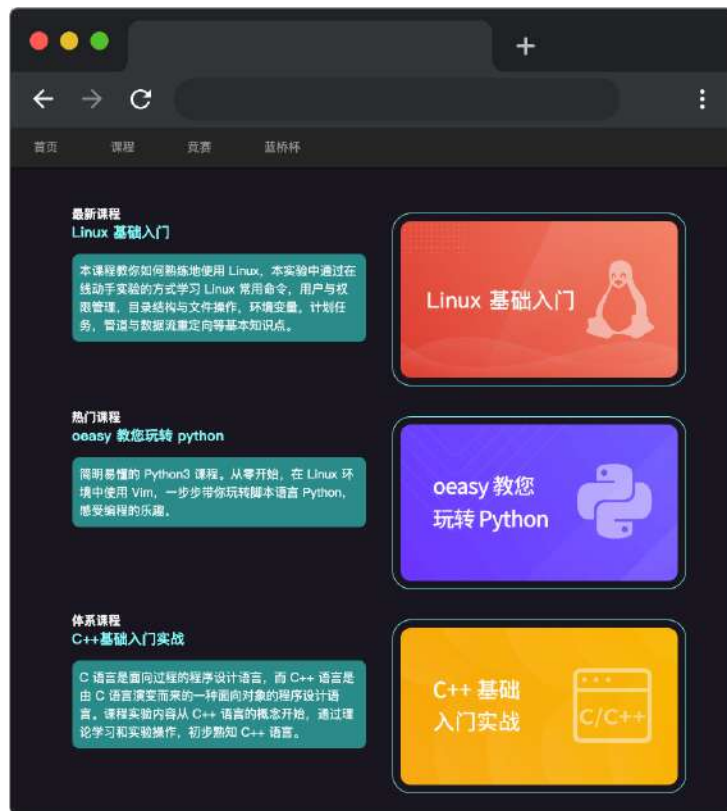 首页
课程
竞赛
蓝桥杯
最新课程
Linux 基础入门
本课程教你如何熟练地使用 Linux，本实验中通过在
线动手实验的方式学习 Linux 常用命令，用户与权
限管理，目录结构与文件操作，环境变量，计划任
务，管道与数据流重定向等基本知识点。
Linux 基础入门
热门课程
oeasy 教您玩转 python
简明易懂的 Python3 课程。从零开始，在 Linux 环
境中使用 Vim，一步步带你玩转脚本语言 Python，
感受编程的乐趣。
oeasy 教您
玩转 Python
体系课程
C++基础入门实战
C 语言是面向过程的程序设计语言，而 C++ 语言是
由 C 语言演变而来的一种面向对象的程序设计语
言。课程实验内容从 C++ 语言的概念开始，通过理
论学习和实验操作，初步熟知 C++ 语言。
C++ 基础
入门实战
C/C++